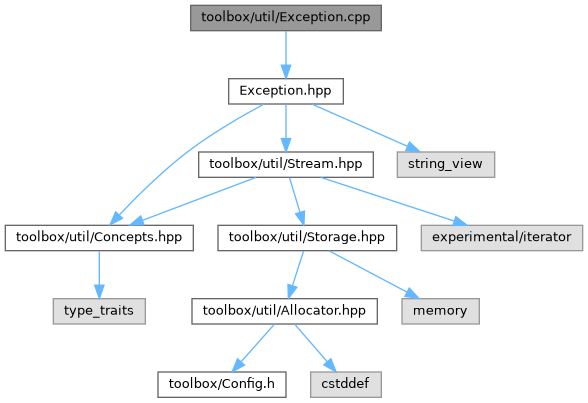 toolbox/util/Exception.cpp
Exception.hpp
toolbox/util/Stream.hpp
string_view
toolbox/util/Concepts.hpp
toolbox/util/Storage.hpp
experimental/iterator
type_traits
toolbox/util/Allocator.hpp
memory
toolbox/Config.h
cstddef